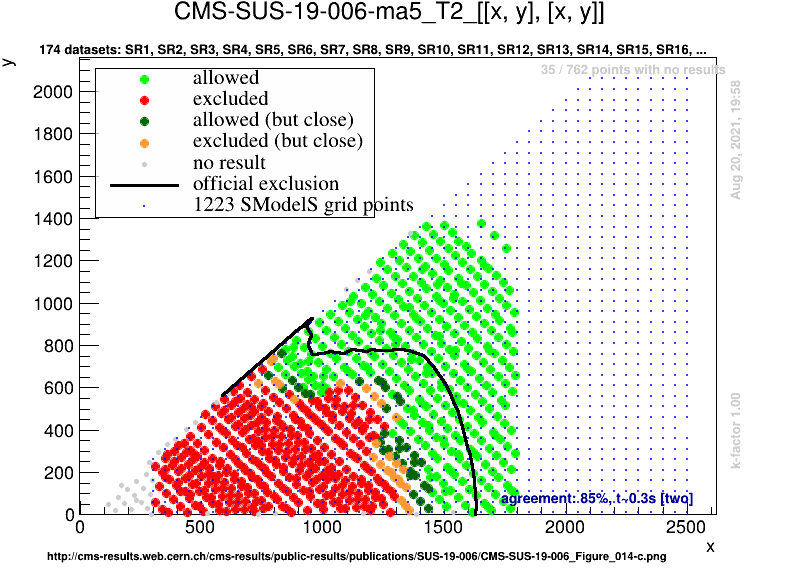 CMS-SUS-19-006-ma5_T2_[[x, y], [x, y]]
174 datasets: SR1, SR2, SR3, SR4, SR5, SR6, SR7, SR8, SR9, SR10, SR11, SR12, SR13, SR14, SR15, SR16, ...
y
35 / 762 points with no results
allowed
excluded
allowed (but close)
excluded (but close)
no result
official exclusion
1223 SModelS grid points
2000
1800
1600
1400
1200
1000
800
600
400
200
0
Aug 20, 2021, 19:58
k-factor 1.00
agreement: 85%, t~0.3s [two]
0 500 1000 1500 2000 2500
x
http://cms-results.web.cern.ch/cms-results/public-results/publications/SUS-19-006/CMS-SUS-19-006_Figure_014-c.png